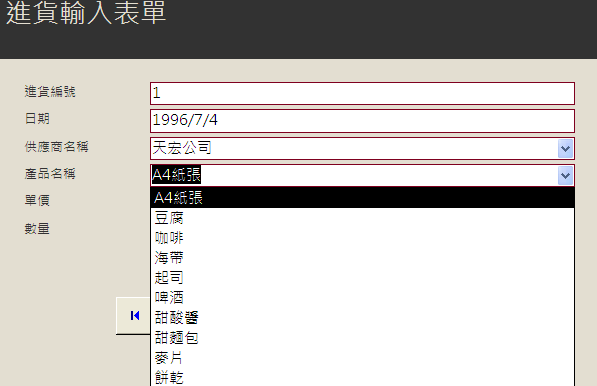 進貨輸入表單
進貨編號 1
日期 1996/7/4
供應商名稱 天宏公司
產品名稱 A4紙張
單價 A4紙張
豆腐
數量
咖啡
海帶
起司
啤酒
甜酸醬
甜麵包
麥片
餅乾